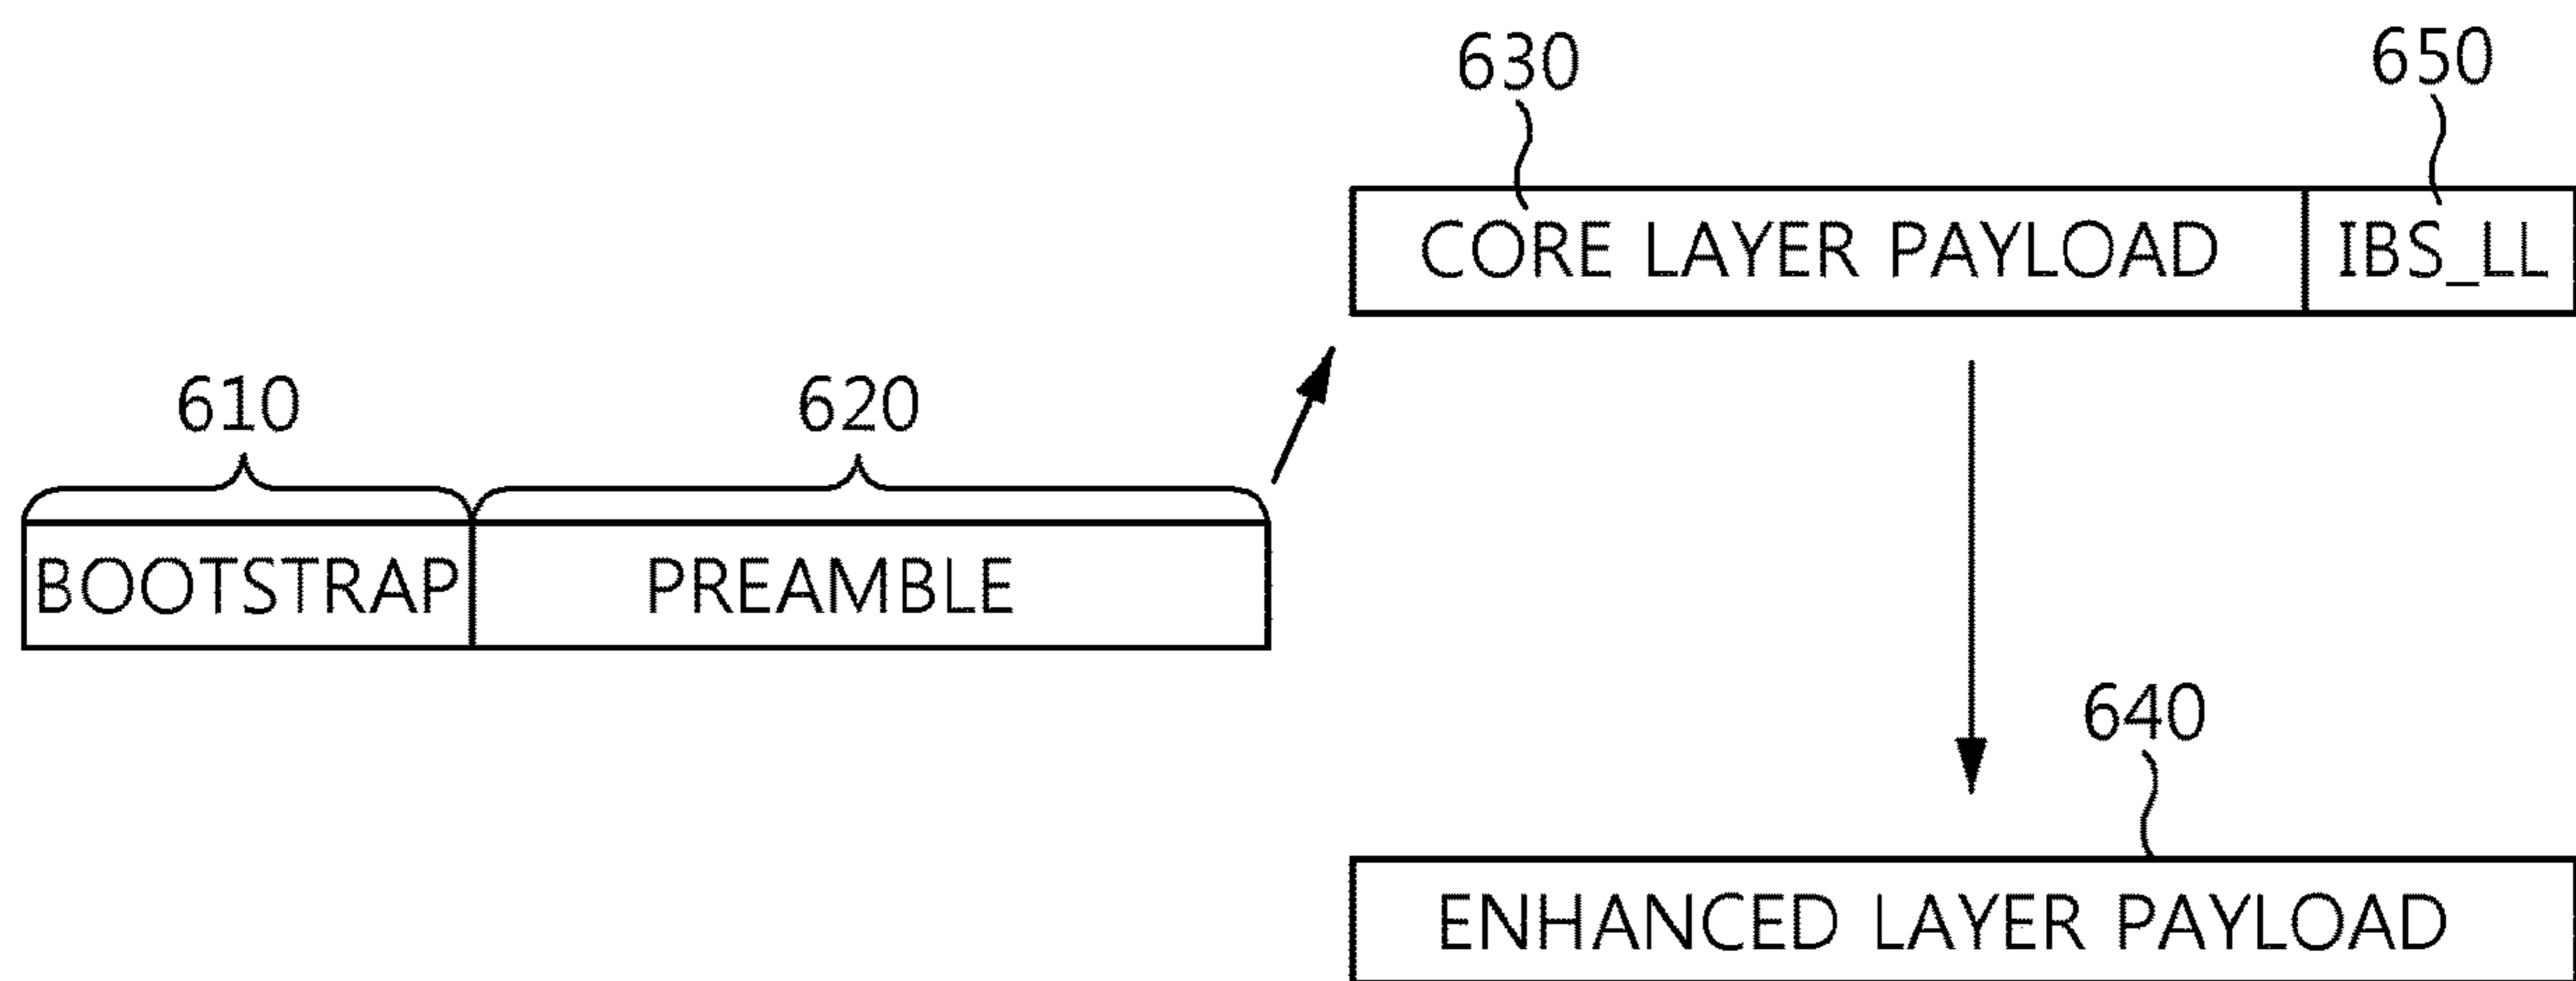 630
650
CORE LAYER PAYLOAD
IBS_LL
610
620
BOOTSTRAP
PREAMBLE
640
ENHANCED LAYER PAYLOAD